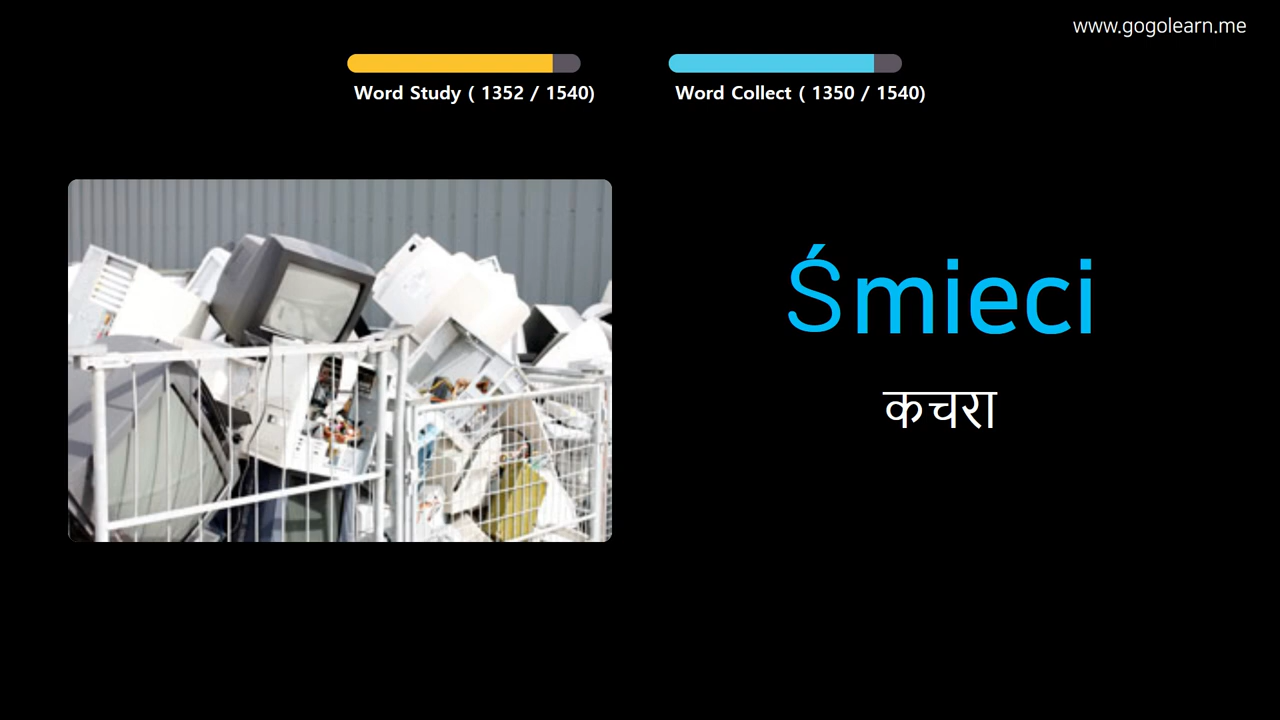 www.gogolearn.me
Word Study ( 1352 / 1540)
Word Collect ( 1350 / 1540)
Śmieci
कचरा